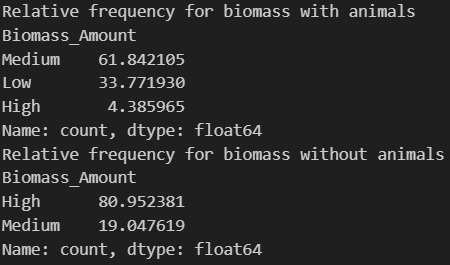 Relative frequency for biomass with animals
Biomass_Amount
Medium    61.842105
Low       33.771930
High       4.385965
Name: count, dtype: float64
Relative frequency for biomass without animals
Biomass_Amount
High      80.952381
Medium    19.047619
Name: count, dtype: float64